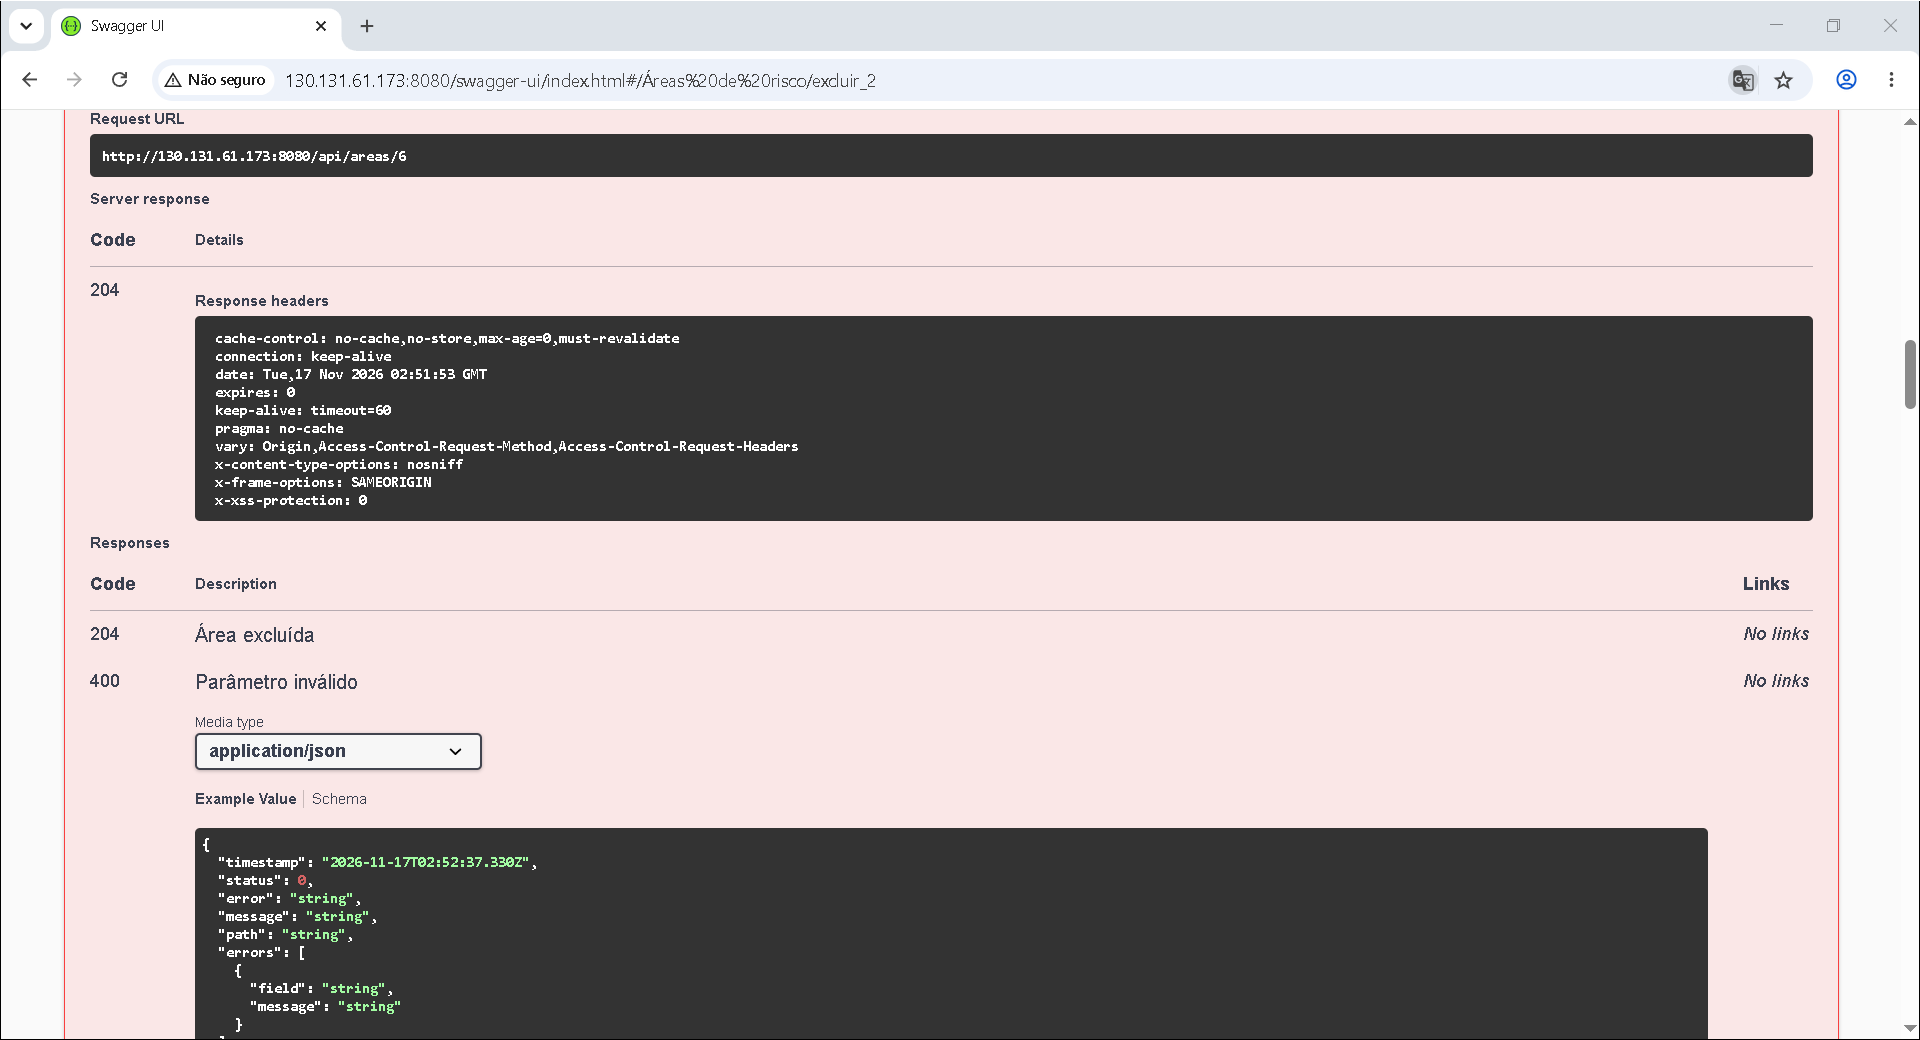 Swagger UI
Não seguro 130.131.61.173:8080/swagger-ui/index.html#/Áreas%20de%20risco/excluir_2
Request URL
http://130.131.61.173:8080/api/areas/6
Server response
Code Details
204
Response headers
cache-control: no-cache,no-store,max-age=0,must-revalidate
connection: keep-alive
date: Tue,17 Nov 2026 02:51:53 GMT
expires: 0
keep-alive: timeout=60
pragma: no-cache
vary: Origin,Access-Control-Request-Method,Access-Control-Request-Headers
x-content-type-options: nosniff
x-frame-options: SAMEORIGIN
x-xss-protection: 0
Responses
Code Description Links
204 Área excluída No links
400 Parâmetro inválido No links
Media type
application/json
Example Value Schema
{
"timestamp": "2026-11-17T02:52:37.330Z",
"status": 0,
"error": "string",
"message": "string",
"path": "string",
"errors": [
{
"field": "string",
"message": "string"
}